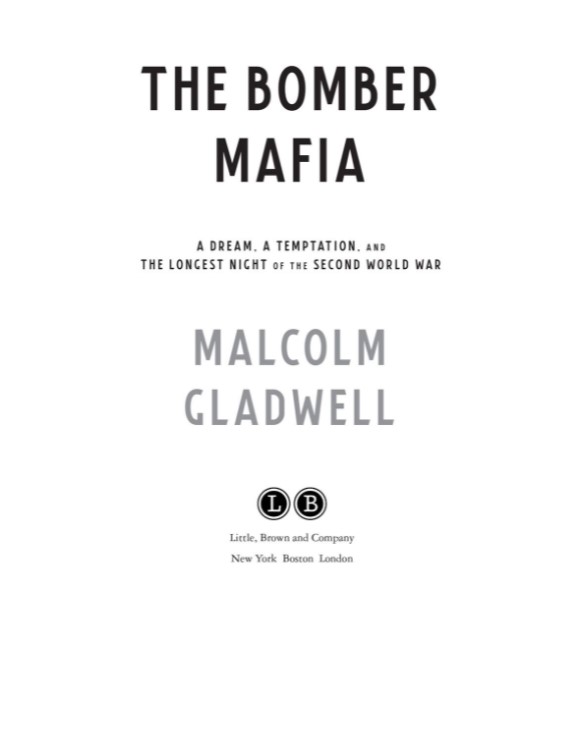 THE BOMBER
MAFIA
A DREAM, A TEMPTATION, AND
THE LONGEST NIGHT OF THE SECOND WORLD WAR
MALCOLM
GLADWELL
L B
Little, Brown and Company
New York Boston London